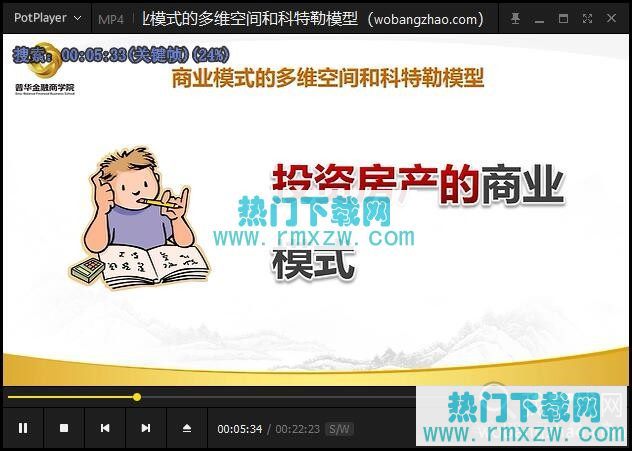 PotPlayer MP4 业模式的多维空间和科特勒模型（wobangzhao.com）
搜索: 00:05:33(关键帧)(24%)
普华金融商学院
商业模式的多维空间和科特勒模型
投资房产的商业
热门下载网
www.rmxzw.com
模式
热门下载网
www.rmxzw.com
00:05:34 / 00:22:23 S/W